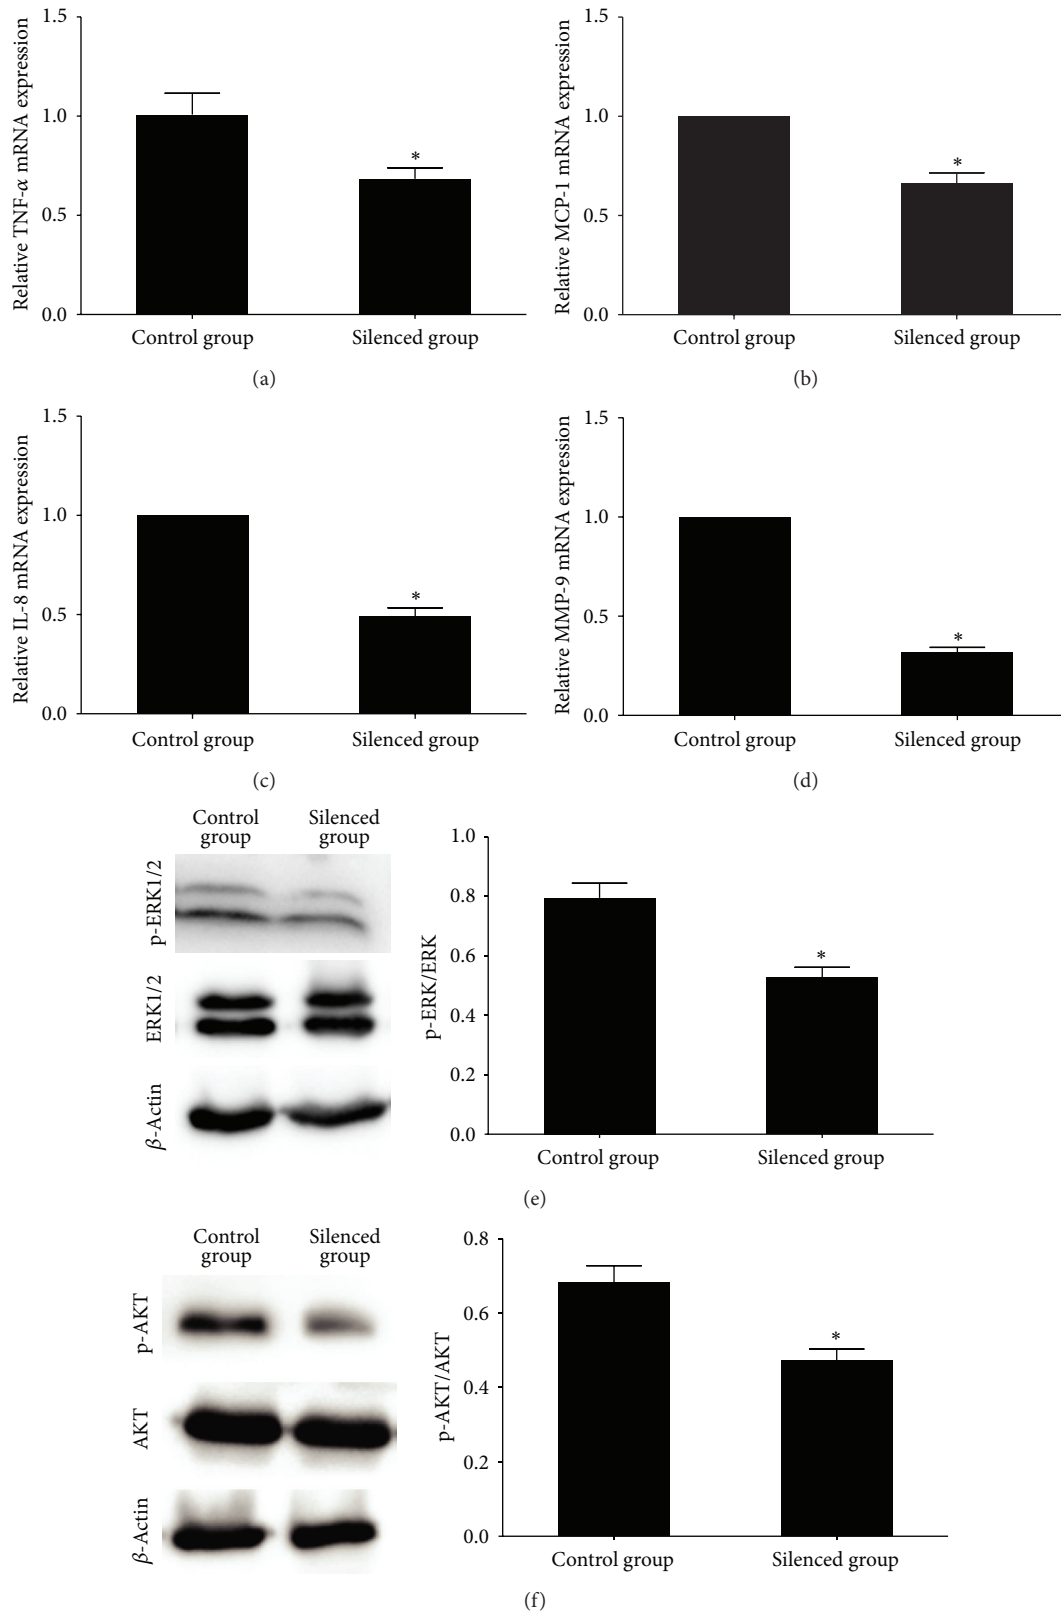 1.5
1.0
0.5
0.0
Relative TNF-α mRNA expression
*
Control group
Silenced group
(a)
1.5
1.0
0.5
0.0
Relative MCP-1 mRNA expression
*
Control group
Silenced group
(b)
1.5
1.0
0.5
0.0
Relative IL-8 mRNA expression
*
Control group
Silenced group
(c)
1.5
1.0
0.5
0.0
Relative MMP-9 mRNA expression
*
Control group
Silenced group
(d)
Control
group
Silenced
group
p-ERK1/2
ERK1/2
β-Actin
1.0
0.8
0.6
0.4
0.2
0.0
p-ERK/ERK
*
Control group
Silenced group
(e)
Control
group
Silenced
group
p-AKT
AKT
β-Actin
0.8
0.6
0.4
0.2
0.0
p-AKT/AKT
*
Control group
Silenced group
(f)